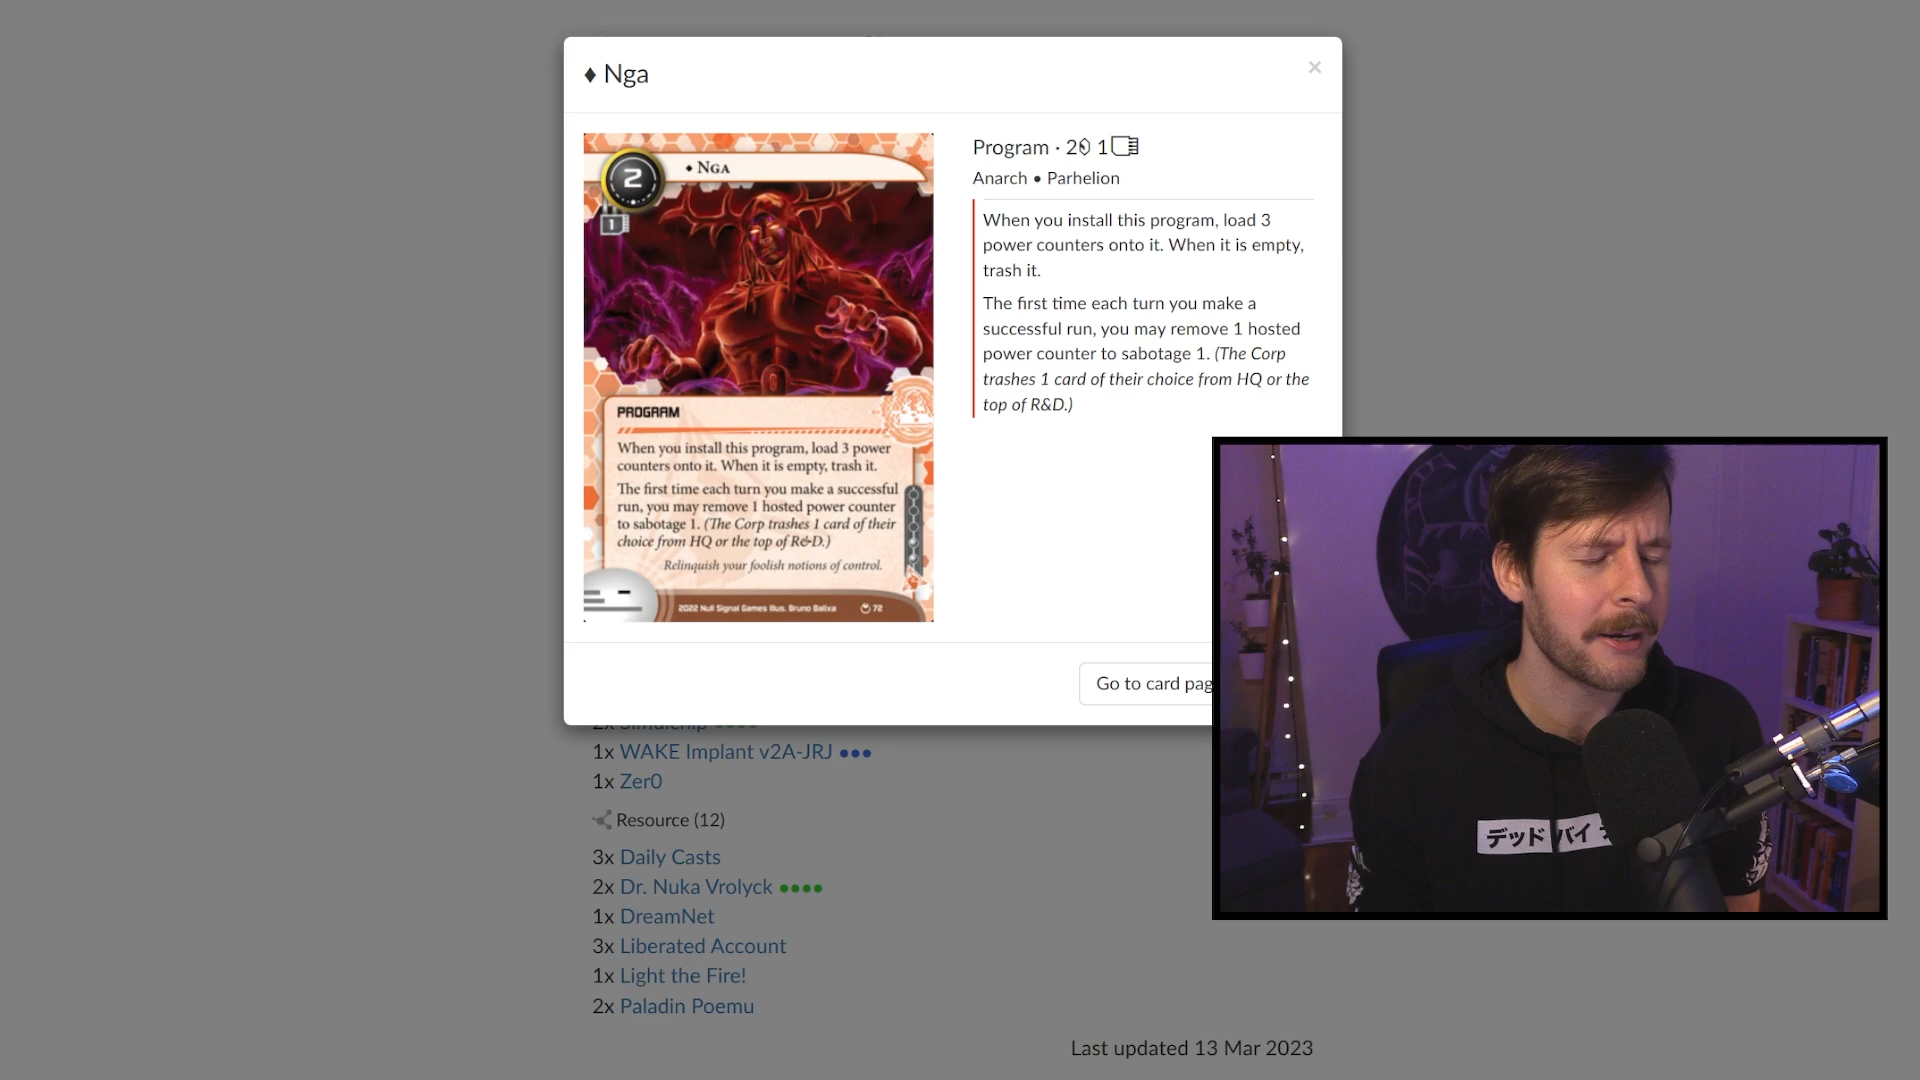 ♦ Nga
×
2
♦ NGA
1
PROGRAM
When you install this program, load 3 power
counters onto it. When it is empty, trash it.
The first time each turn you make a successful
run, you may remove 1 hosted power counter
to sabotage 1. (The Corp trashes 1 card of their
choice from HQ or the top of R&D.)
Relinquish your foolish notions of control.
2022 Null Signal Games Illus. Bruno Balixa
72
Program · 2 1
Anarch • Parhelion
When you install this program, load 3
power counters onto it. When it is empty,
trash it.
The first time each turn you make a
successful run, you may remove 1 hosted
power counter to sabotage 1. (The Corp
trashes 1 card of their choice from HQ or the
top of R&D.)
Go to card pag
2x Simulchip ●●●●
1x WAKE Implant v2A-JRJ ●●●
1x Zer0
Resource (12)
3x Daily Casts
2x Dr. Nuka Vrolyck ●●●●
1x DreamNet
3x Liberated Account
1x Light the Fire!
2x Paladin Poemu
Last updated 13 Mar 2023
デッド バイ